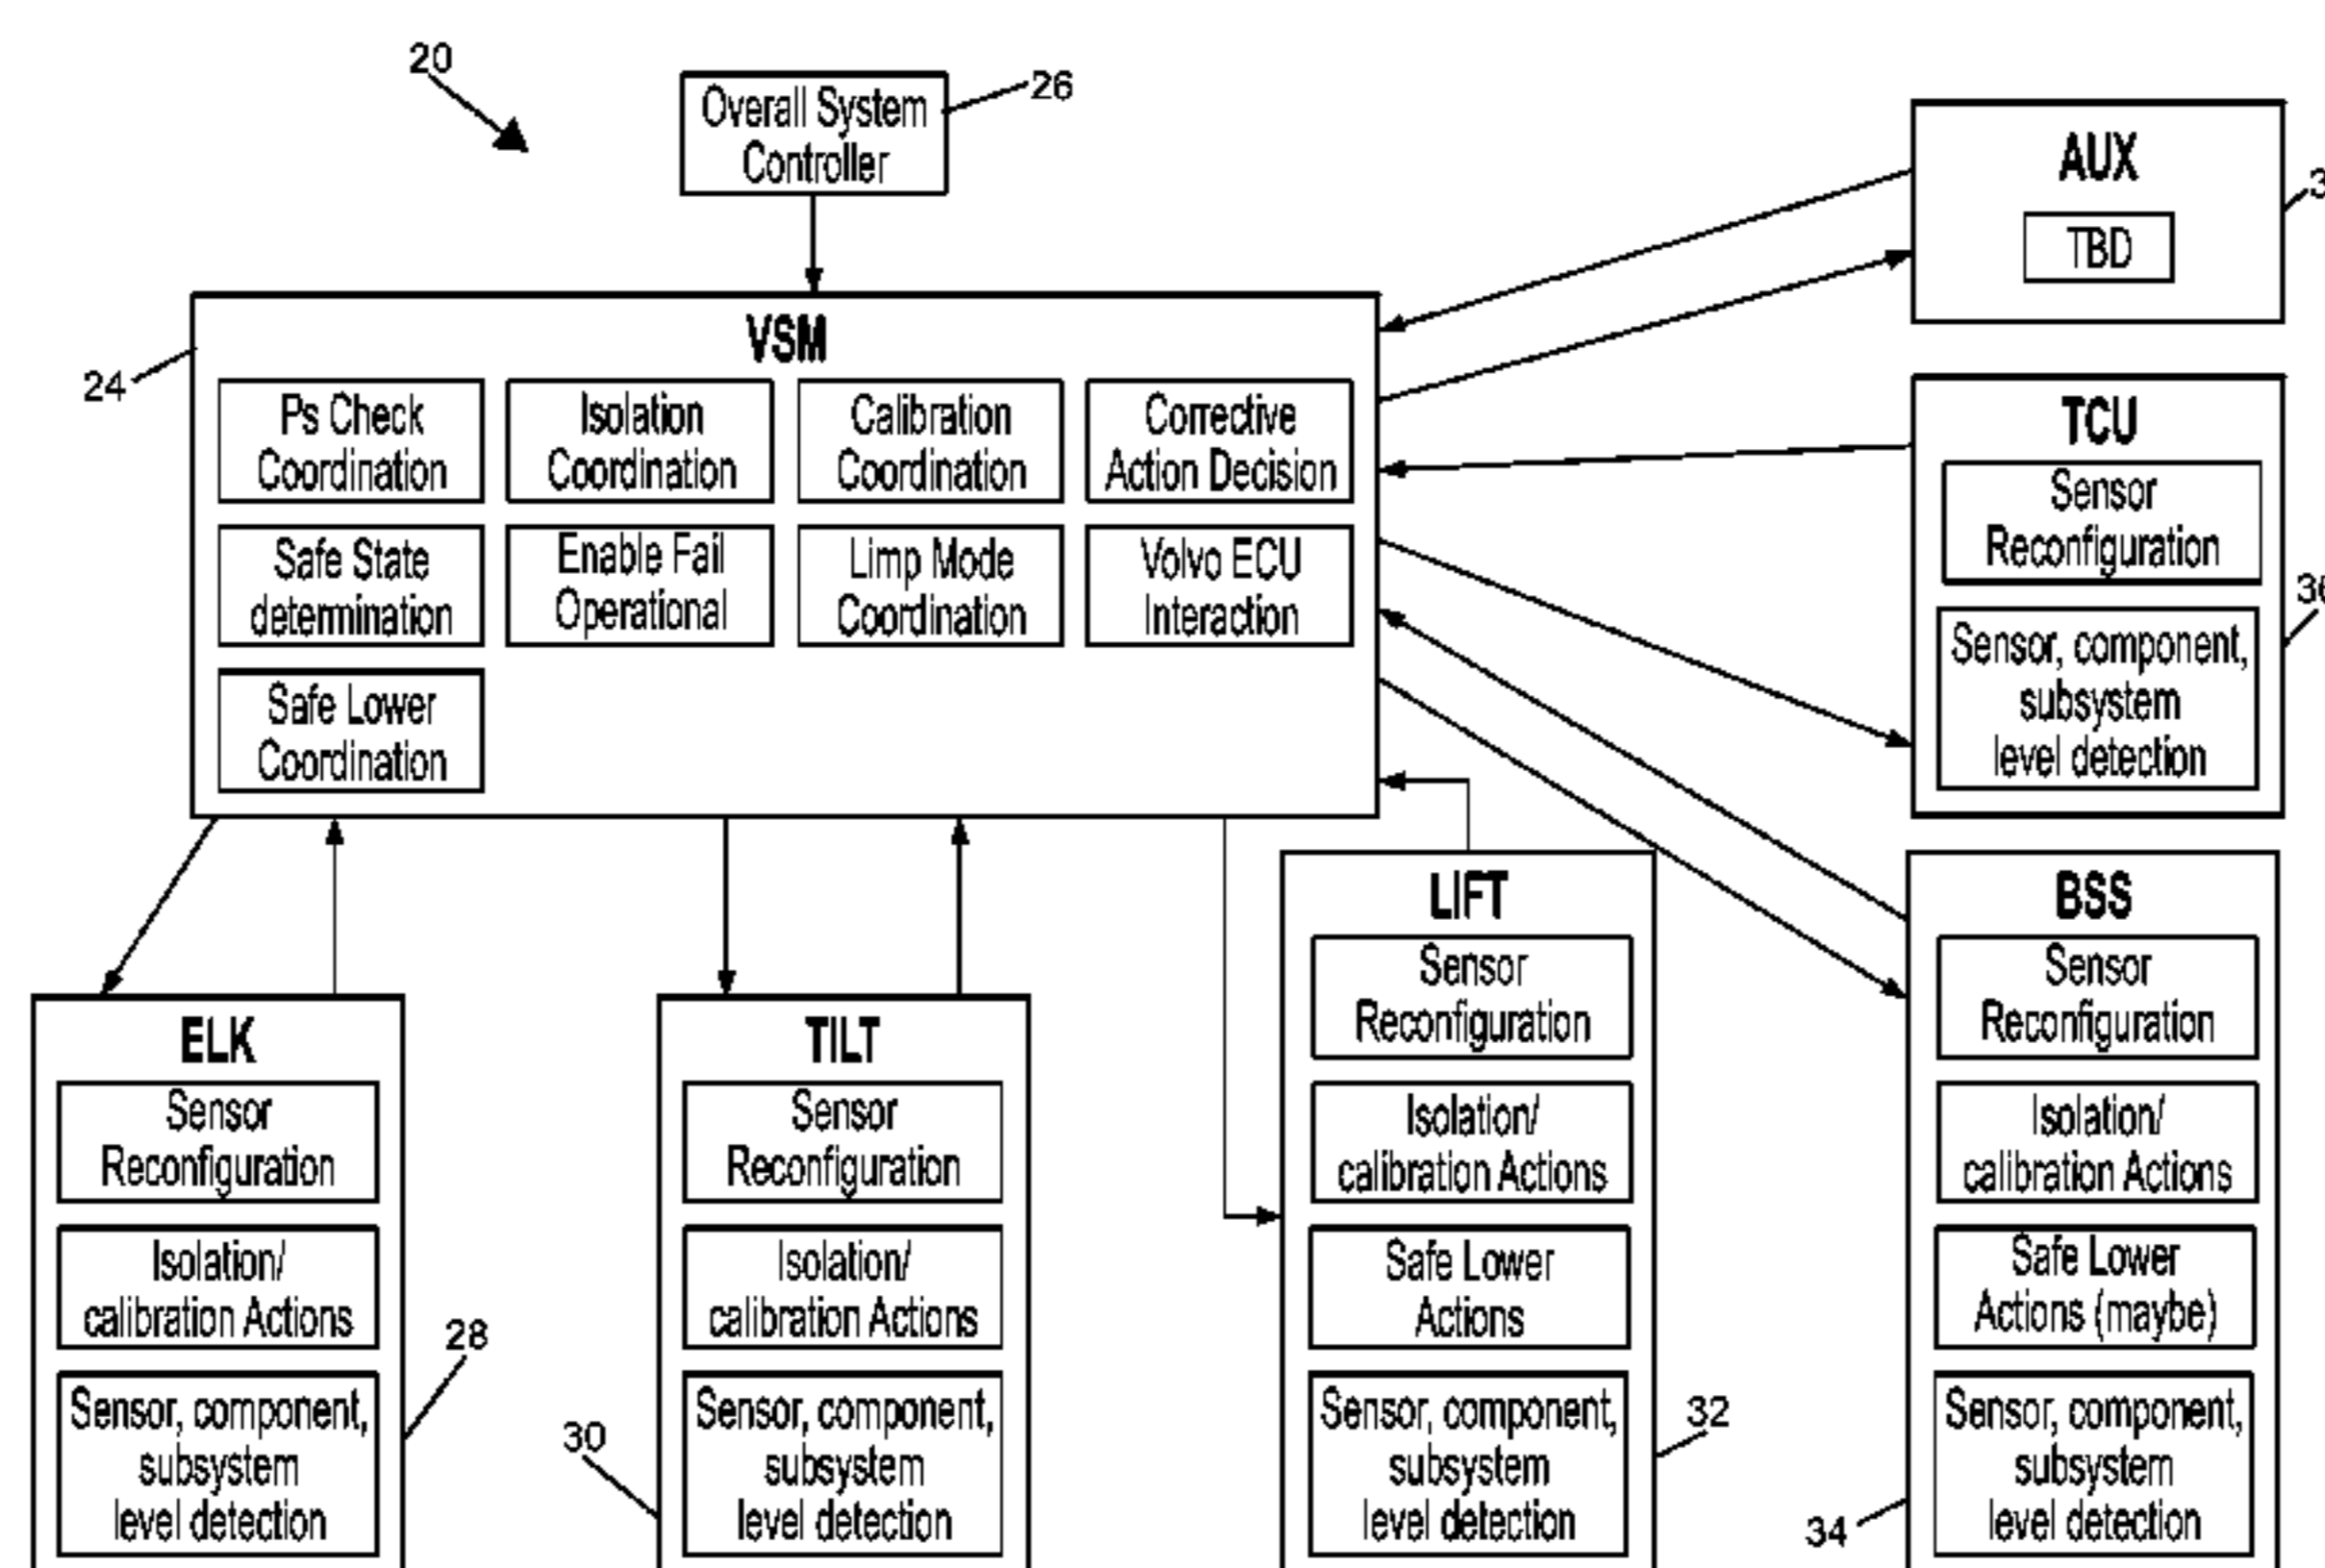 20
Overall System
Controller
26
AUX
TBD
VSM
24
Ps Check
Coordination
Isolation
Coordination
Calibration
Coordination
Corrective
Action Decision
Safe State
determination
Enable Fail
Operational
Limp Mode
Coordination
Volvo ECU
Interaction
Safe Lower
Coordination
TCU
Sensor
Reconfiguration
Sensor, component,
subsystem
level detection
ELK
Sensor
Reconfiguration
Isolation/
calibration Actions
Sensor, component,
subsystem
level detection
28
TILT
Sensor
Reconfiguration
Isolation/
calibration Actions
Sensor, component,
subsystem
level detection
30
LIFT
Sensor
Reconfiguration
Isolation/
calibration Actions
Safe Lower
Actions
Sensor, component,
subsystem
level detection
32
BSS
Sensor
Reconfiguration
Isolation/
calibration Actions
Safe Lower
Actions (maybe)
Sensor, component,
subsystem
level detection
34